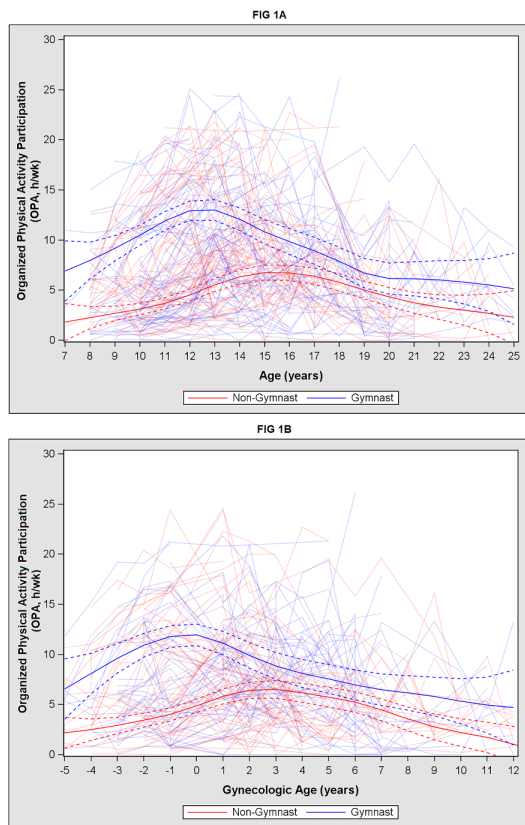 FIG 1A
Organized Physical Activity Participation
(OPA, h/wk)
30
25
20
15
10
5
0
7 8 9 10 11 12 13 14 15 16 17 18 19 20 21 22 23 24 25
Age (years)
Non-Gymnast Gymnast
FIG 1B
Organized Physical Activity Participation
(OPA, h/wk)
30
25
20
15
10
5
0
-5 -4 -3 -2 -1 0 1 2 3 4 5 6 7 8 9 10 11 12
Gynecologic Age (years)
Non-Gymnast Gymnast